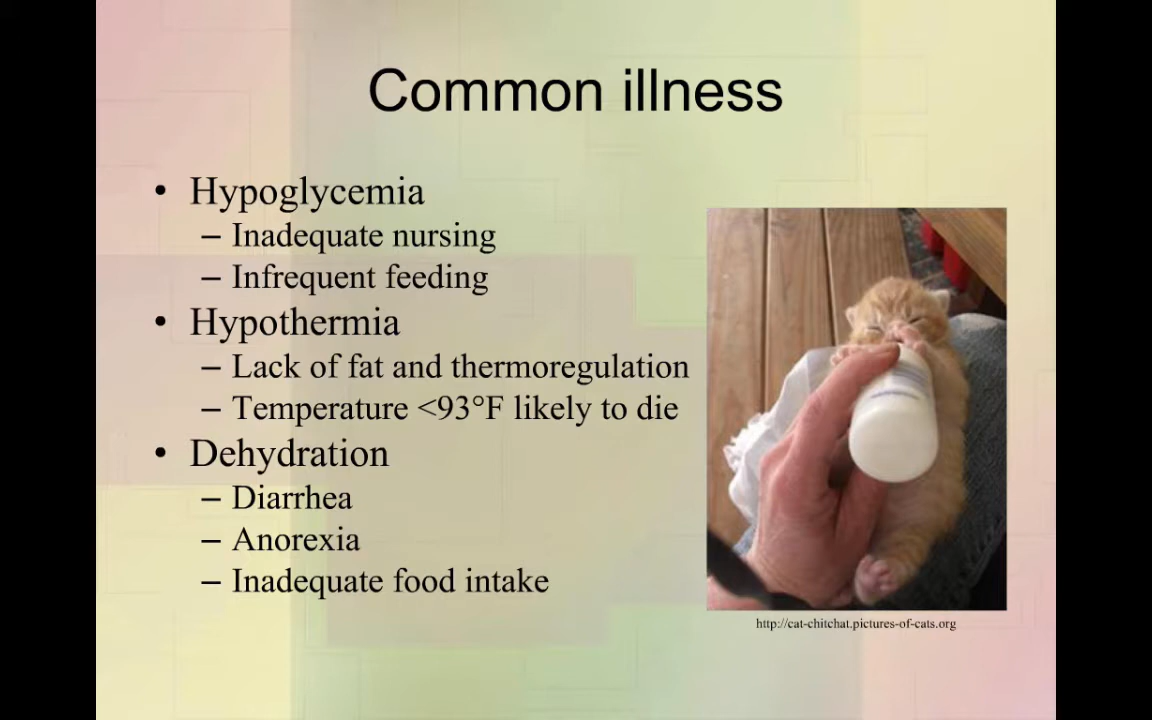 Common illness
• Hypoglycemia
– Inadequate nursing
– Infrequent feeding
• Hypothermia
– Lack of fat and thermoregulation
– Temperature <93°F likely to die
• Dehydration
– Diarrhea
– Anorexia
– Inadequate food intake
http://cat-chitchat.pictures-of-cats.org